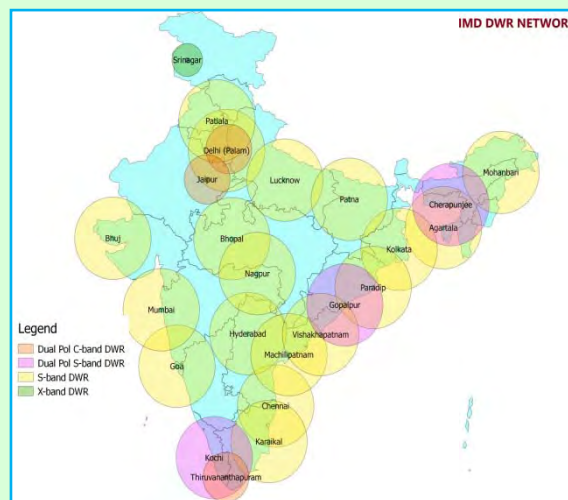 IMD DWR NETWOR
Srinagar
Patiala
Delhi (Palam)
Jaipur
Lucknow
Patna
Mohanbari
Cherapunjee
Agartala
Bhuj
Bhopal
Kolkata
Nagpur
Paradip
Gopalpur
Mumbai
Hyderabad
Vishakhapatnam
Machilipatnam
Goa
Chennai
Karaikal
Kochi
Thiruvananthapuram
Legend
Dual Pol C-band DWR
Dual Pol S-band DWR
S-band DWR
X-band DWR